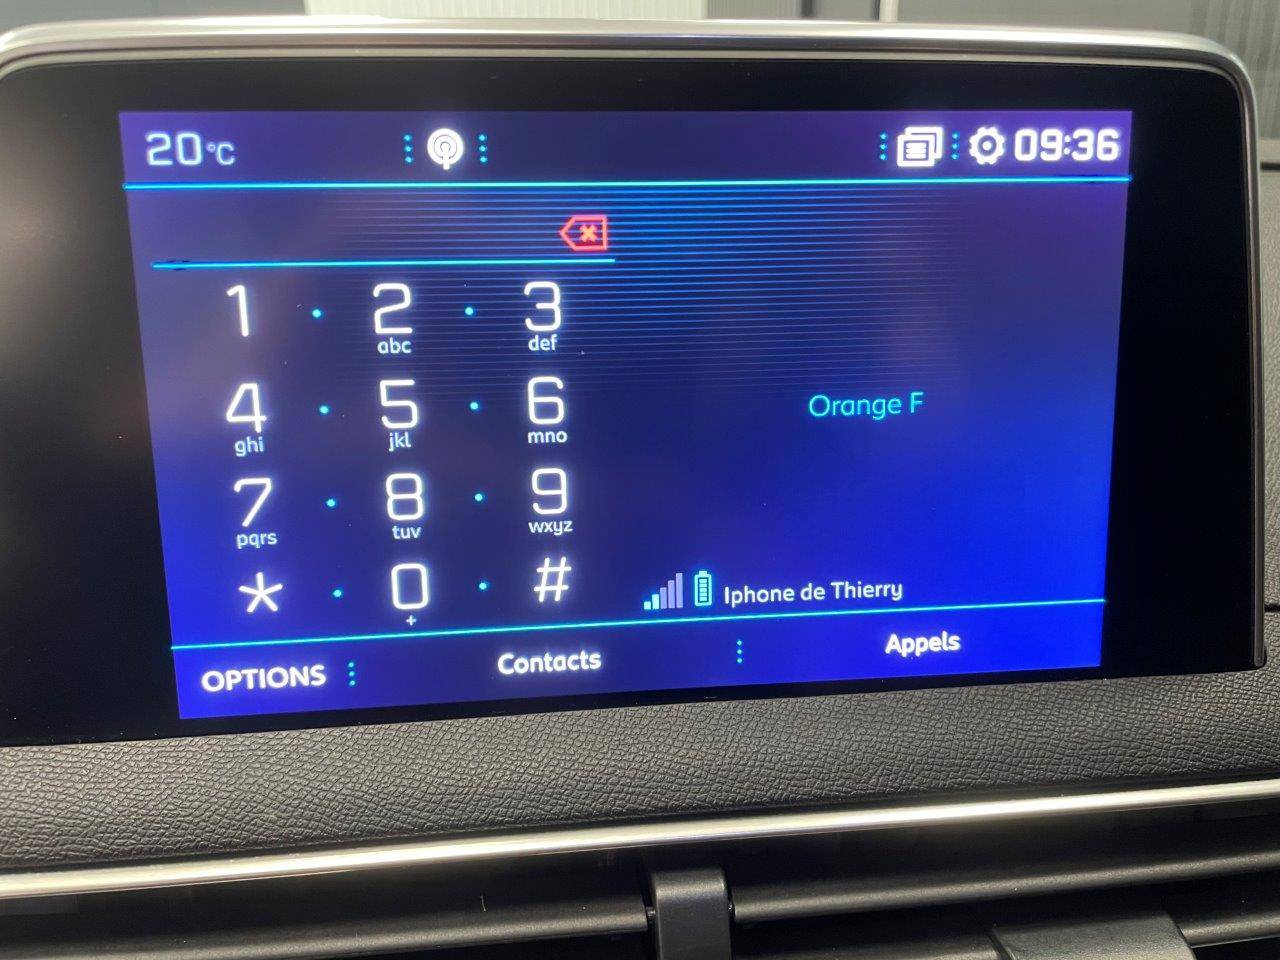 20°C 09:36
1 2 3
abc def
4 5 6
ghi jkl mno
7 8 9
pqrs tuv wxyz
* 0 #
+
Orange F
Iphone de Thierry
OPTIONS Contacts Appels